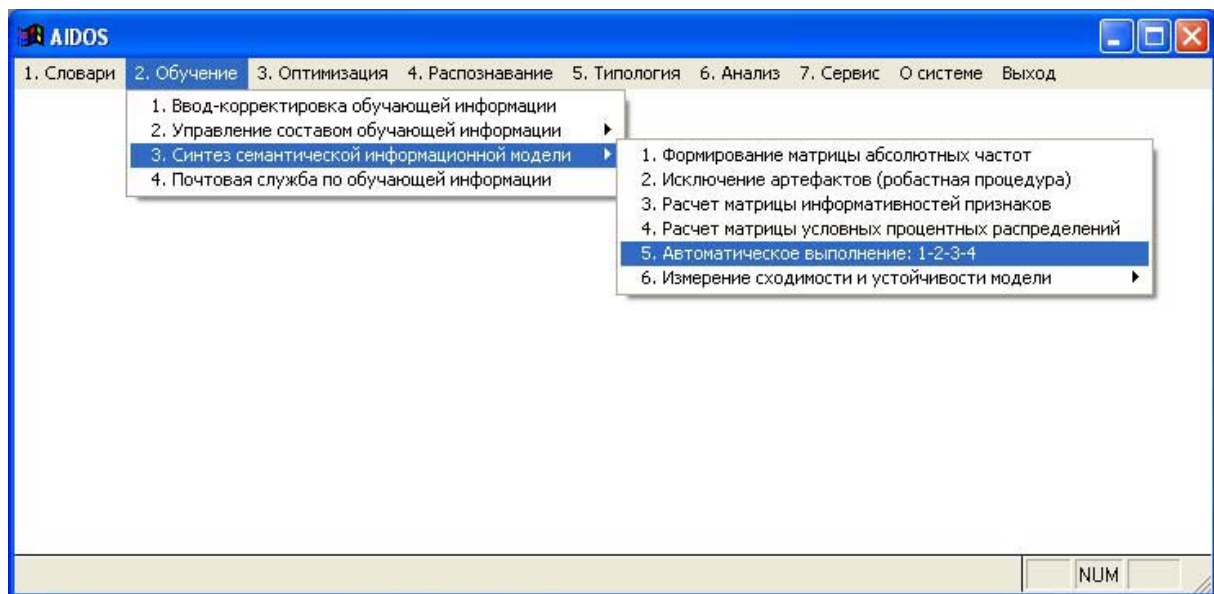 AIDOS
1. Словари 2. Обучение 3. Оптимизация 4. Распознавание 5. Типология 6. Анализ 7. Сервис О системе Выход
1. Ввод-корректировка обучающей информации
2. Управление составом обучающей информации
3. Синтез семантической информационной модели
4. Почтовая служба по обучающей информации
1. Формирование матрицы абсолютных частот
2. Исключение артефактов (робастная процедура)
3. Расчет матрицы информативностей признаков
4. Расчет матрицы условных процентных распределений
5. Автоматическое выполнение: 1-2-3-4
6. Измерение сходимости и устойчивости модели
NUM